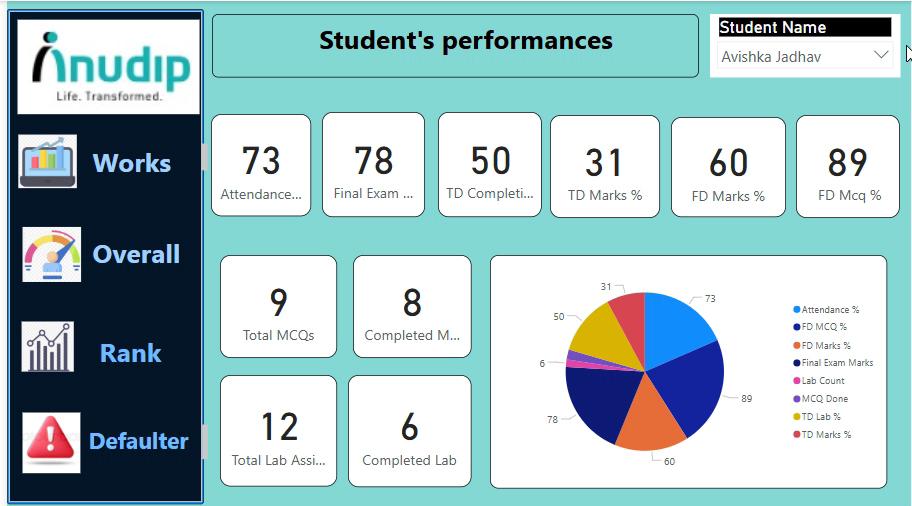 inudip
Life. Transformed.
Works
Overall
Rank
Defaulter
Student's performances
Student Name
Avishka Jadhav
73
Attendance...
78
Final Exam ...
50
TD Completi...
31
TD Marks %
60
FD Marks %
89
FD Mcq %
9
Total MCQs
8
Completed M...
12
Total Lab Assi...
6
Completed Lab
31
73
50
6
89
78
60
Attendance %
FD MCQ %
FD Marks %
Final Exam Marks
Lab Count
MCQ Done
TD Lab %
TD Marks %